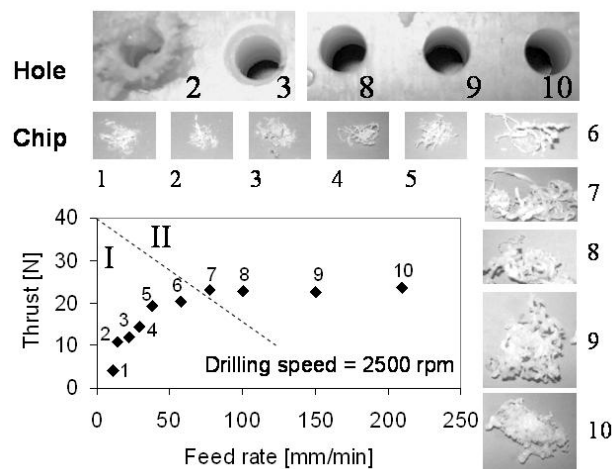 Hole
2 3 8 9 10
Chip
1 2 3 4 5
6
7
8
9
10
40
30
20
10
0
Thrust [N]
I II
1 2 3 4 5 6 7 8 9 10
Drilling speed = 2500 rpm
0 50 100 150 200 250
Feed rate [mm/min]